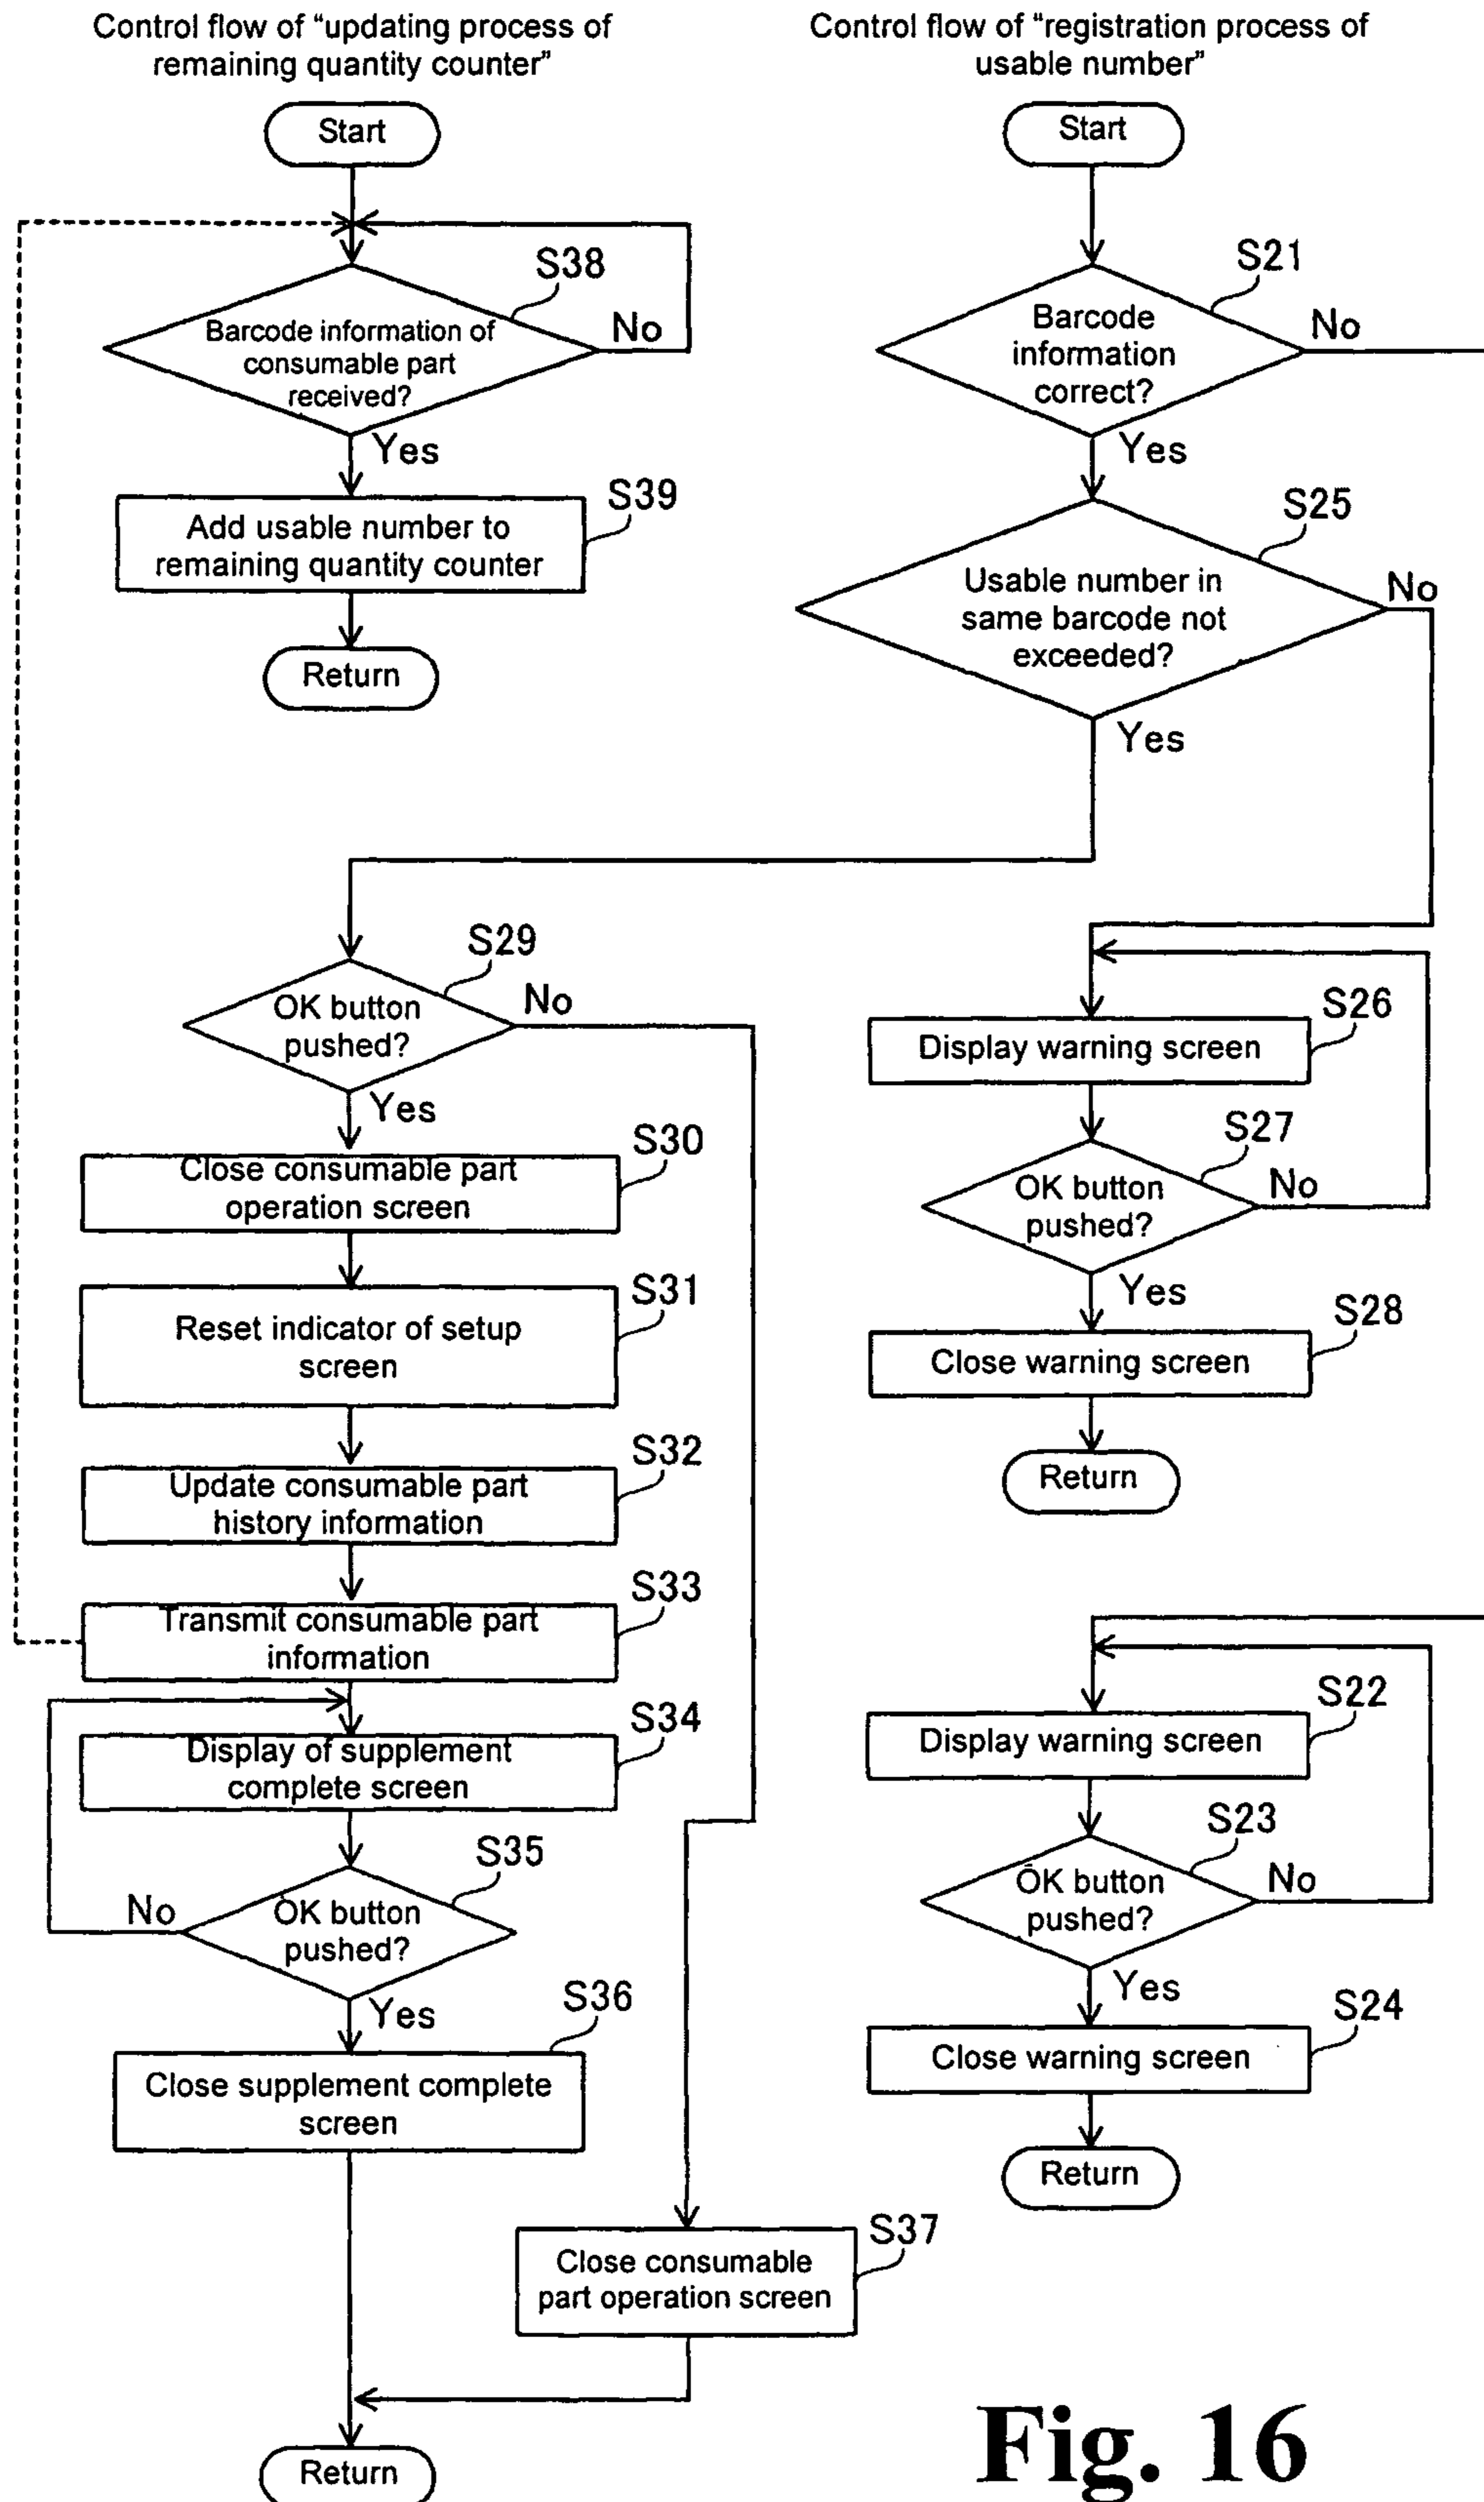 Control flow of “updating process of
remaining quantity counter”
Start
S38
Barcode information of
consumable part
received?
No
Yes
S39
Add usable number to
remaining quantity counter
Return
Control flow of “registration process of
usable number”
Start
S21
Barcode
information
correct?
No
Yes
S25
Usable number in
same barcode not
exceeded?
No
Yes
S29
OK button
pushed?
No
Yes
S30
Close consumable part
operation screen
S31
Reset indicator of setup
screen
S32
Update consumable part
history information
S33
Transmit consumable part
information
S34
Display of supplement
complete screen
S35
OK button
pushed?
No
Yes
S36
Close supplement complete
screen
S37
Close consumable
part operation screen
Return
S26
Display warning screen
S27
OK button
pushed?
No
Yes
S28
Close warning screen
Return
S22
Display warning screen
S23
OK button
pushed?
No
Yes
S24
Close warning screen
Return
Fig. 16